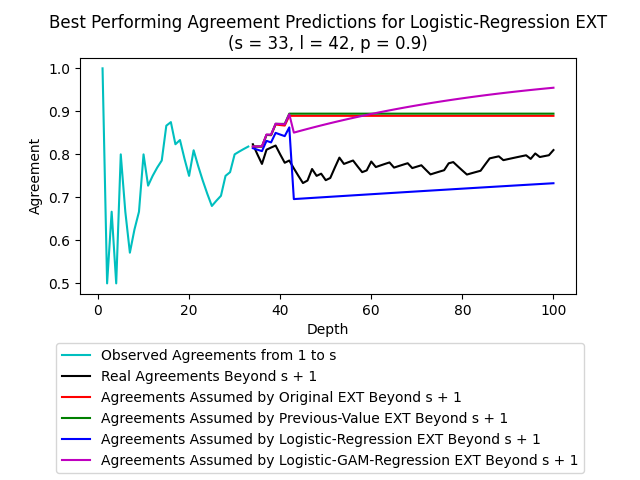 Best Performing Agreement Predictions for Logistic-Regression EXT
(s = 33, l = 42, p = 0.9)
1.0
0.9
0.8
0.7
0.6
0.5
Agreement
0 20 40 60 80 100
Depth
Observed Agreements from 1 to s
Real Agreements Beyond s + 1
Agreements Assumed by Original EXT Beyond s + 1
Agreements Assumed by Previous-Value EXT Beyond s + 1
Agreements Assumed by Logistic-Regression EXT Beyond s + 1
Agreements Assumed by Logistic-GAM-Regression EXT Beyond s + 1